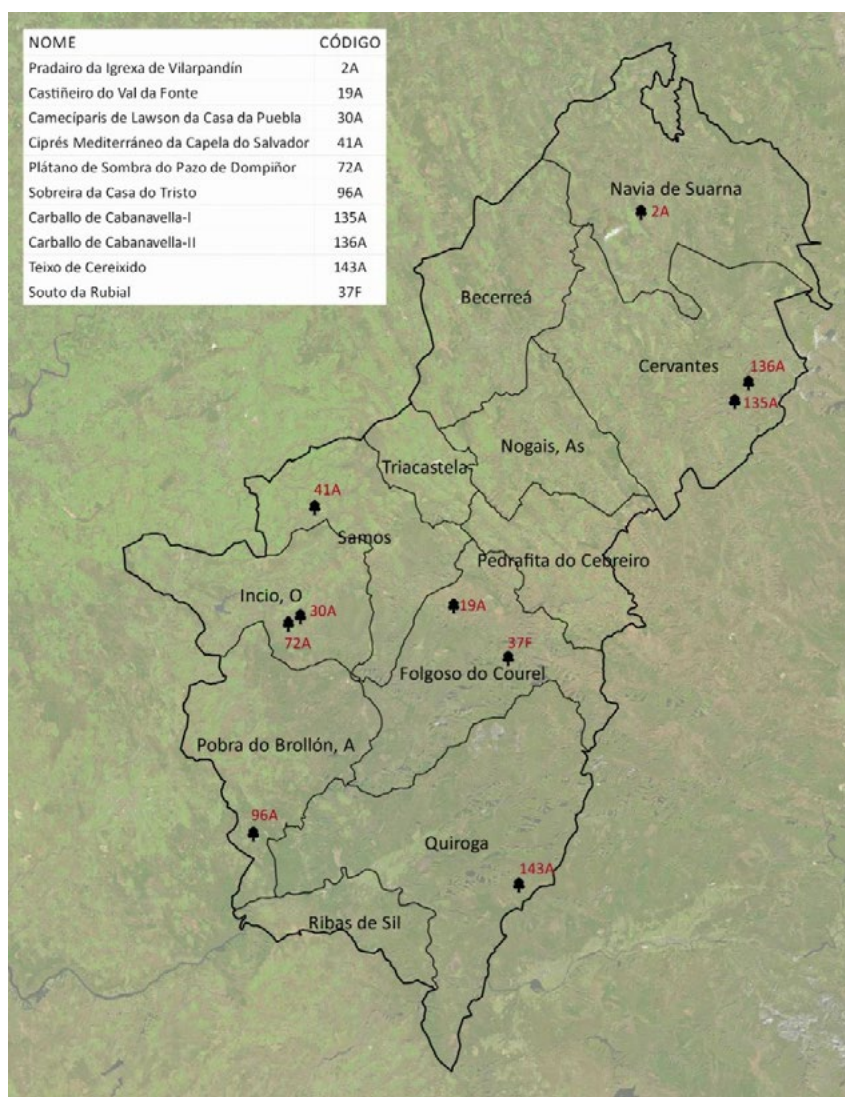 NOME CÓDIGO
Pradairo da Igrexa de Vilarpandín 2A
Castiñeiro do Val da Fonte 19A
Camecíparis de Lawson da Casa da Puebla 30A
Ciprés Mediterráneo da Capela do Salvador 41A
Plátano de Sombra do Pazo de Dompiñor 72A
Sobreira da Casa do Tristo 96A
Carballo de Cabanavella-I 135A
Carballo de Cabanavella-II 136A
Teixo de Cereixido 143A
Souto da Rubial 37F
Navia de Suarna
2A
Becerreá
Cervantes
136A
135A
Nogais, As
Triacastela
41A
Samos
Pedrafita do Cebreiro
Incio, O
19A
30A
72A
37F
Folgoso do Courel
Pobra do Brollón, A
96A
Quiroga
143A
Ribas de Sil